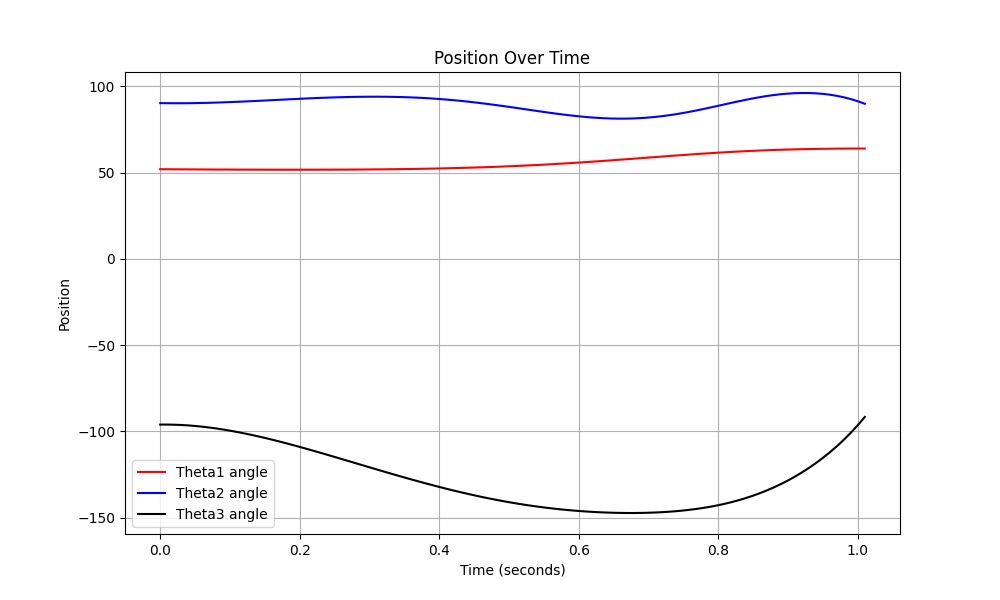 Position Over Time
100
50
0
−50
−100
−150
Position
Theta1 angle
Theta2 angle
Theta3 angle
0.0 0.2 0.4 0.6 0.8 1.0
Time (seconds)